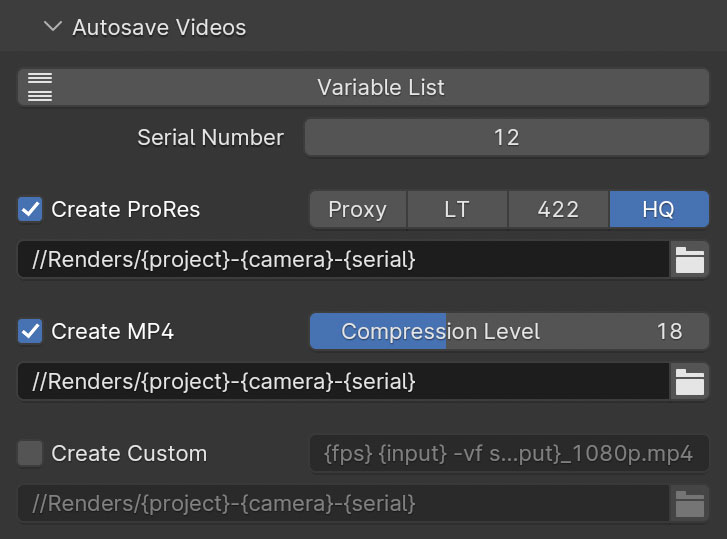 Autosave Videos
Variable List
Serial Number 12
Create ProRes Proxy LT 422 HQ
//Renders/{project}-{camera}-{serial}
Create MP4 Compression Level 18
//Renders/{project}-{camera}-{serial}
Create Custom {fps} {input} -vf s...put}_1080p.mp4
//Renders/{project}-{camera}-{serial}